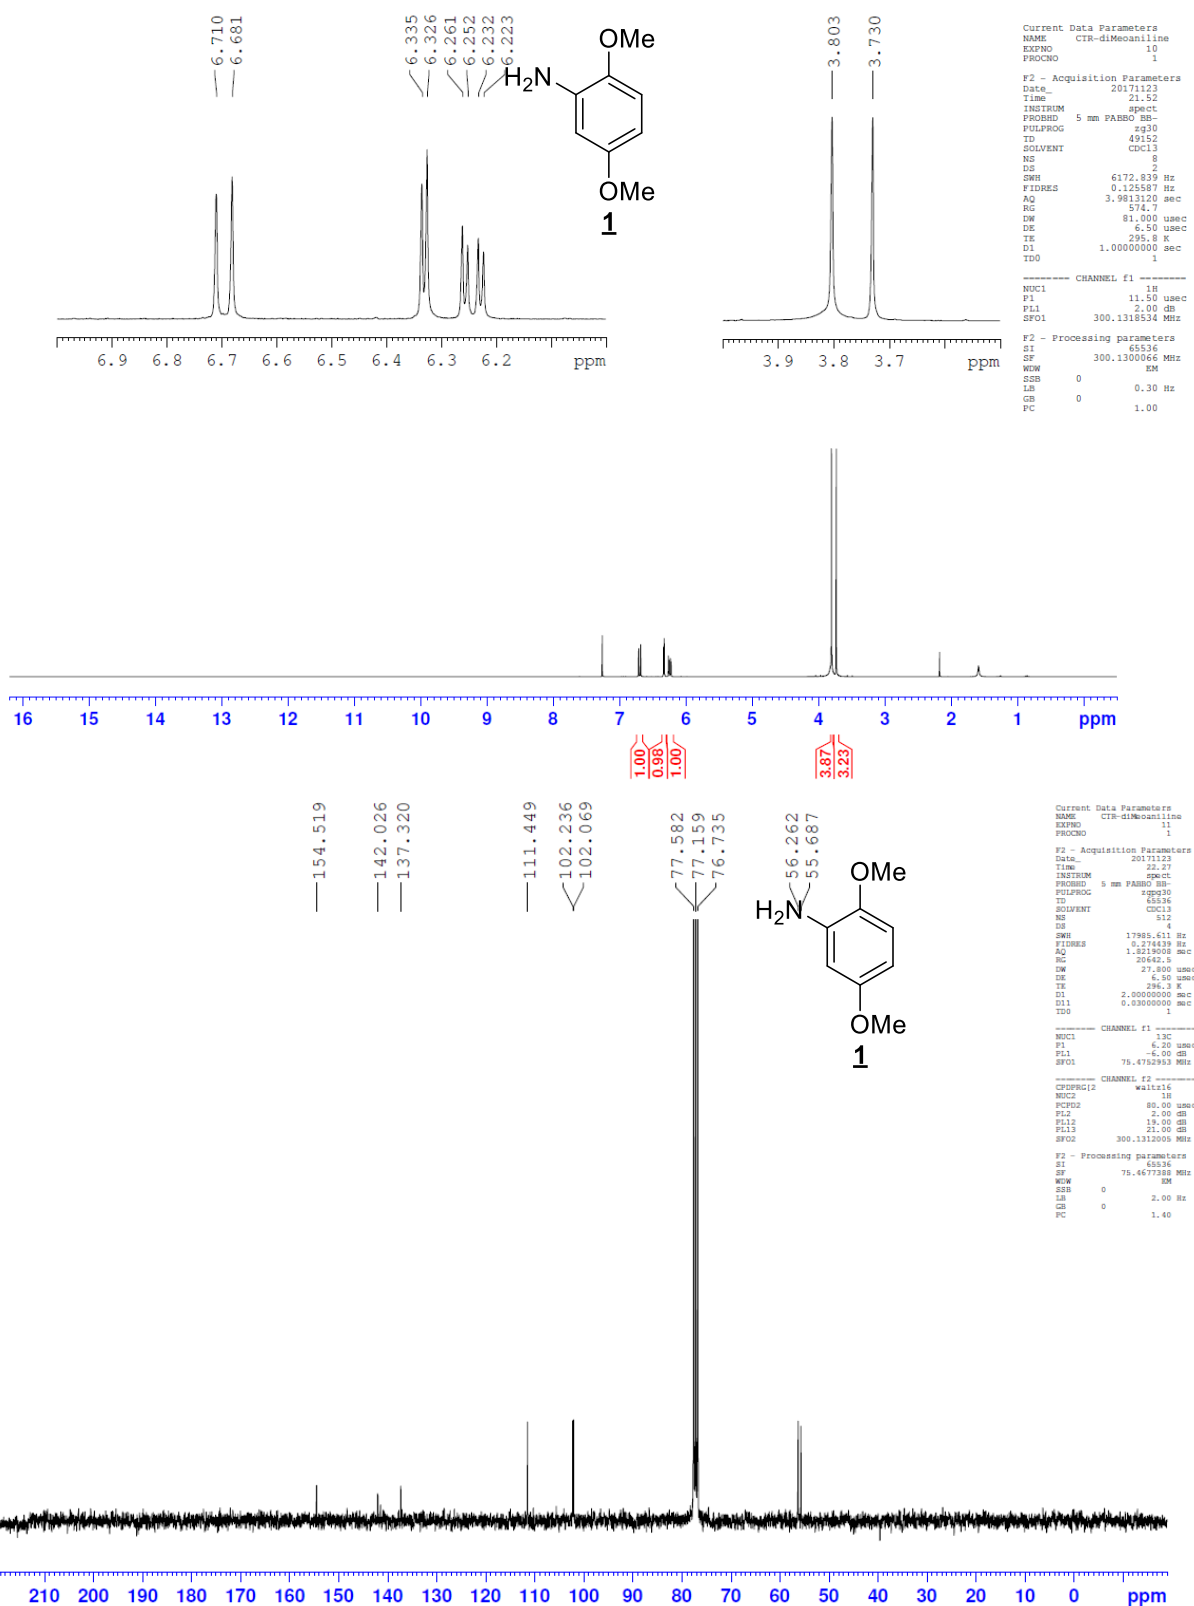 6.710
6.681
6.335
6.326
6.261
6.252
6.232
6.223
OMe
H2N
OMe
1
3.803
3.730
6.9 6.8 6.7 6.6 6.5 6.4 6.3 6.2 ppm
3.9 3.8 3.7 ppm
Current Data Parameters
NAME CTR-diMeoaniline
EXPNO 10
PROCNO 1
F2 - Acquisition Parameters
Date_ 20171123
Time 21.52
INSTRUM spect
PROBHD 5 mm PABBO BB-
PULPROG zg30
TD 49152
SOLVENT CDCl3
NS 8
DS 2
SWH 6172.839 Hz
FIDRES 0.125587 Hz
AQ 3.9813120 sec
RG 574.7
DW 81.000 usec
DE 6.50 usec
TE 295.8 K
D1 1.00000000 sec
TD0 1
======== CHANNEL f1 ========
NUC1 1H
P1 11.50 usec
PL1 2.00 dB
SFO1 300.1318534 MHz
F2 - Processing parameters
SI 65536
SF 300.1300066 MHz
WDW EM
SSB 0
LB 0.30 Hz
GB 0
PC 1.00
16 15 14 13 12 11 10 9 8 7 6 5 4 3 2 1 ppm
1.00
0.98
1.00
3.87
3.23
154.519
142.026
137.320
111.449
102.236
102.069
77.582
77.159
76.735
56.262
55.687
OMe
H2N
OMe
1
Current Data Parameters
NAME CTR-diMeoaniline
EXPNO 11
PROCNO 1
F2 - Acquisition Parameters
Date_ 20171123
Time 22.27
INSTRUM spect
PROBHD 5 mm PABBO BB-
PULPROG zgpg30
TD 65536
SOLVENT CDCl3
NS 512
DS 4
SWH 17985.611 Hz
FIDRES 0.274439 Hz
AQ 1.8219008 sec
RG 20642.5
DW 27.800 usec
DE 6.50 usec
TE 296.3 K
D1 2.00000000 sec
D11 0.03000000 sec
TD0 1
======== CHANNEL f1 ========
NUC1 13C
P1 6.20 usec
PL1 -6.00 dB
SFO1 75.4752953 MHz
======== CHANNEL f2 ========
CPDPRG[2 waltz16
NUC2 1H
PCPD2 80.00 usec
PL2 2.00 dB
PL12 19.00 dB
PL13 21.00 dB
SFO2 300.1312005 MHz
F2 - Processing parameters
SI 65536
SF 75.4677388 MHz
WDW EM
SSB 0
LB 2.00 Hz
GB 0
PC 1.40
210 200 190 180 170 160 150 140 130 120 110 100 90 80 70 60 50 40 30 20 10 0 ppm